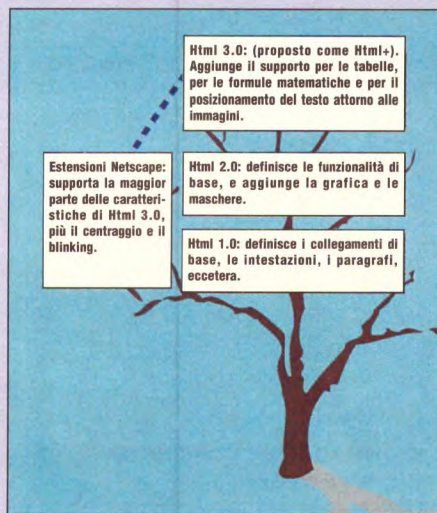 Html 3.0: (proposto come Html+).
Aggiunge il supporto per le tabelle,
per le formule matematiche e per il
posizionamento del testo attorno alle
immagini.
Estensioni Netscape:
supporta la maggior
parte delle caratteri-
stiche di Html 3.0,
più il centraggio e il
blinking.
Html 2.0: definisce le funzionalità di
base, e aggiunge la grafica e le
maschere.
Html 1.0: definisce i collegamenti di
base, le intestazioni, i paragrafi,
eccetera.